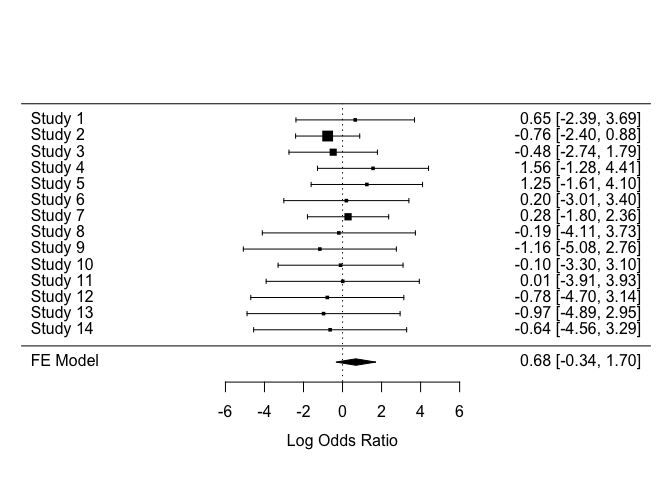 Study 1 0.65 [-2.39, 3.69]
Study 2 -0.76 [-2.40, 0.88]
Study 3 -0.48 [-2.74, 1.79]
Study 4 1.56 [-1.28, 4.41]
Study 5 1.25 [-1.61, 4.10]
Study 6 0.20 [-3.01, 3.40]
Study 7 0.28 [-1.80, 2.36]
Study 8 -0.19 [-4.11, 3.73]
Study 9 -1.16 [-5.08, 2.76]
Study 10 -0.10 [-3.30, 3.10]
Study 11 0.01 [-3.91, 3.93]
Study 12 -0.78 [-4.70, 3.14]
Study 13 -0.97 [-4.89, 2.95]
Study 14 -0.64 [-4.56, 3.29]
FE Model 0.68 [-0.34, 1.70]
-6 -4 -2 0 2 4 6
Log Odds Ratio